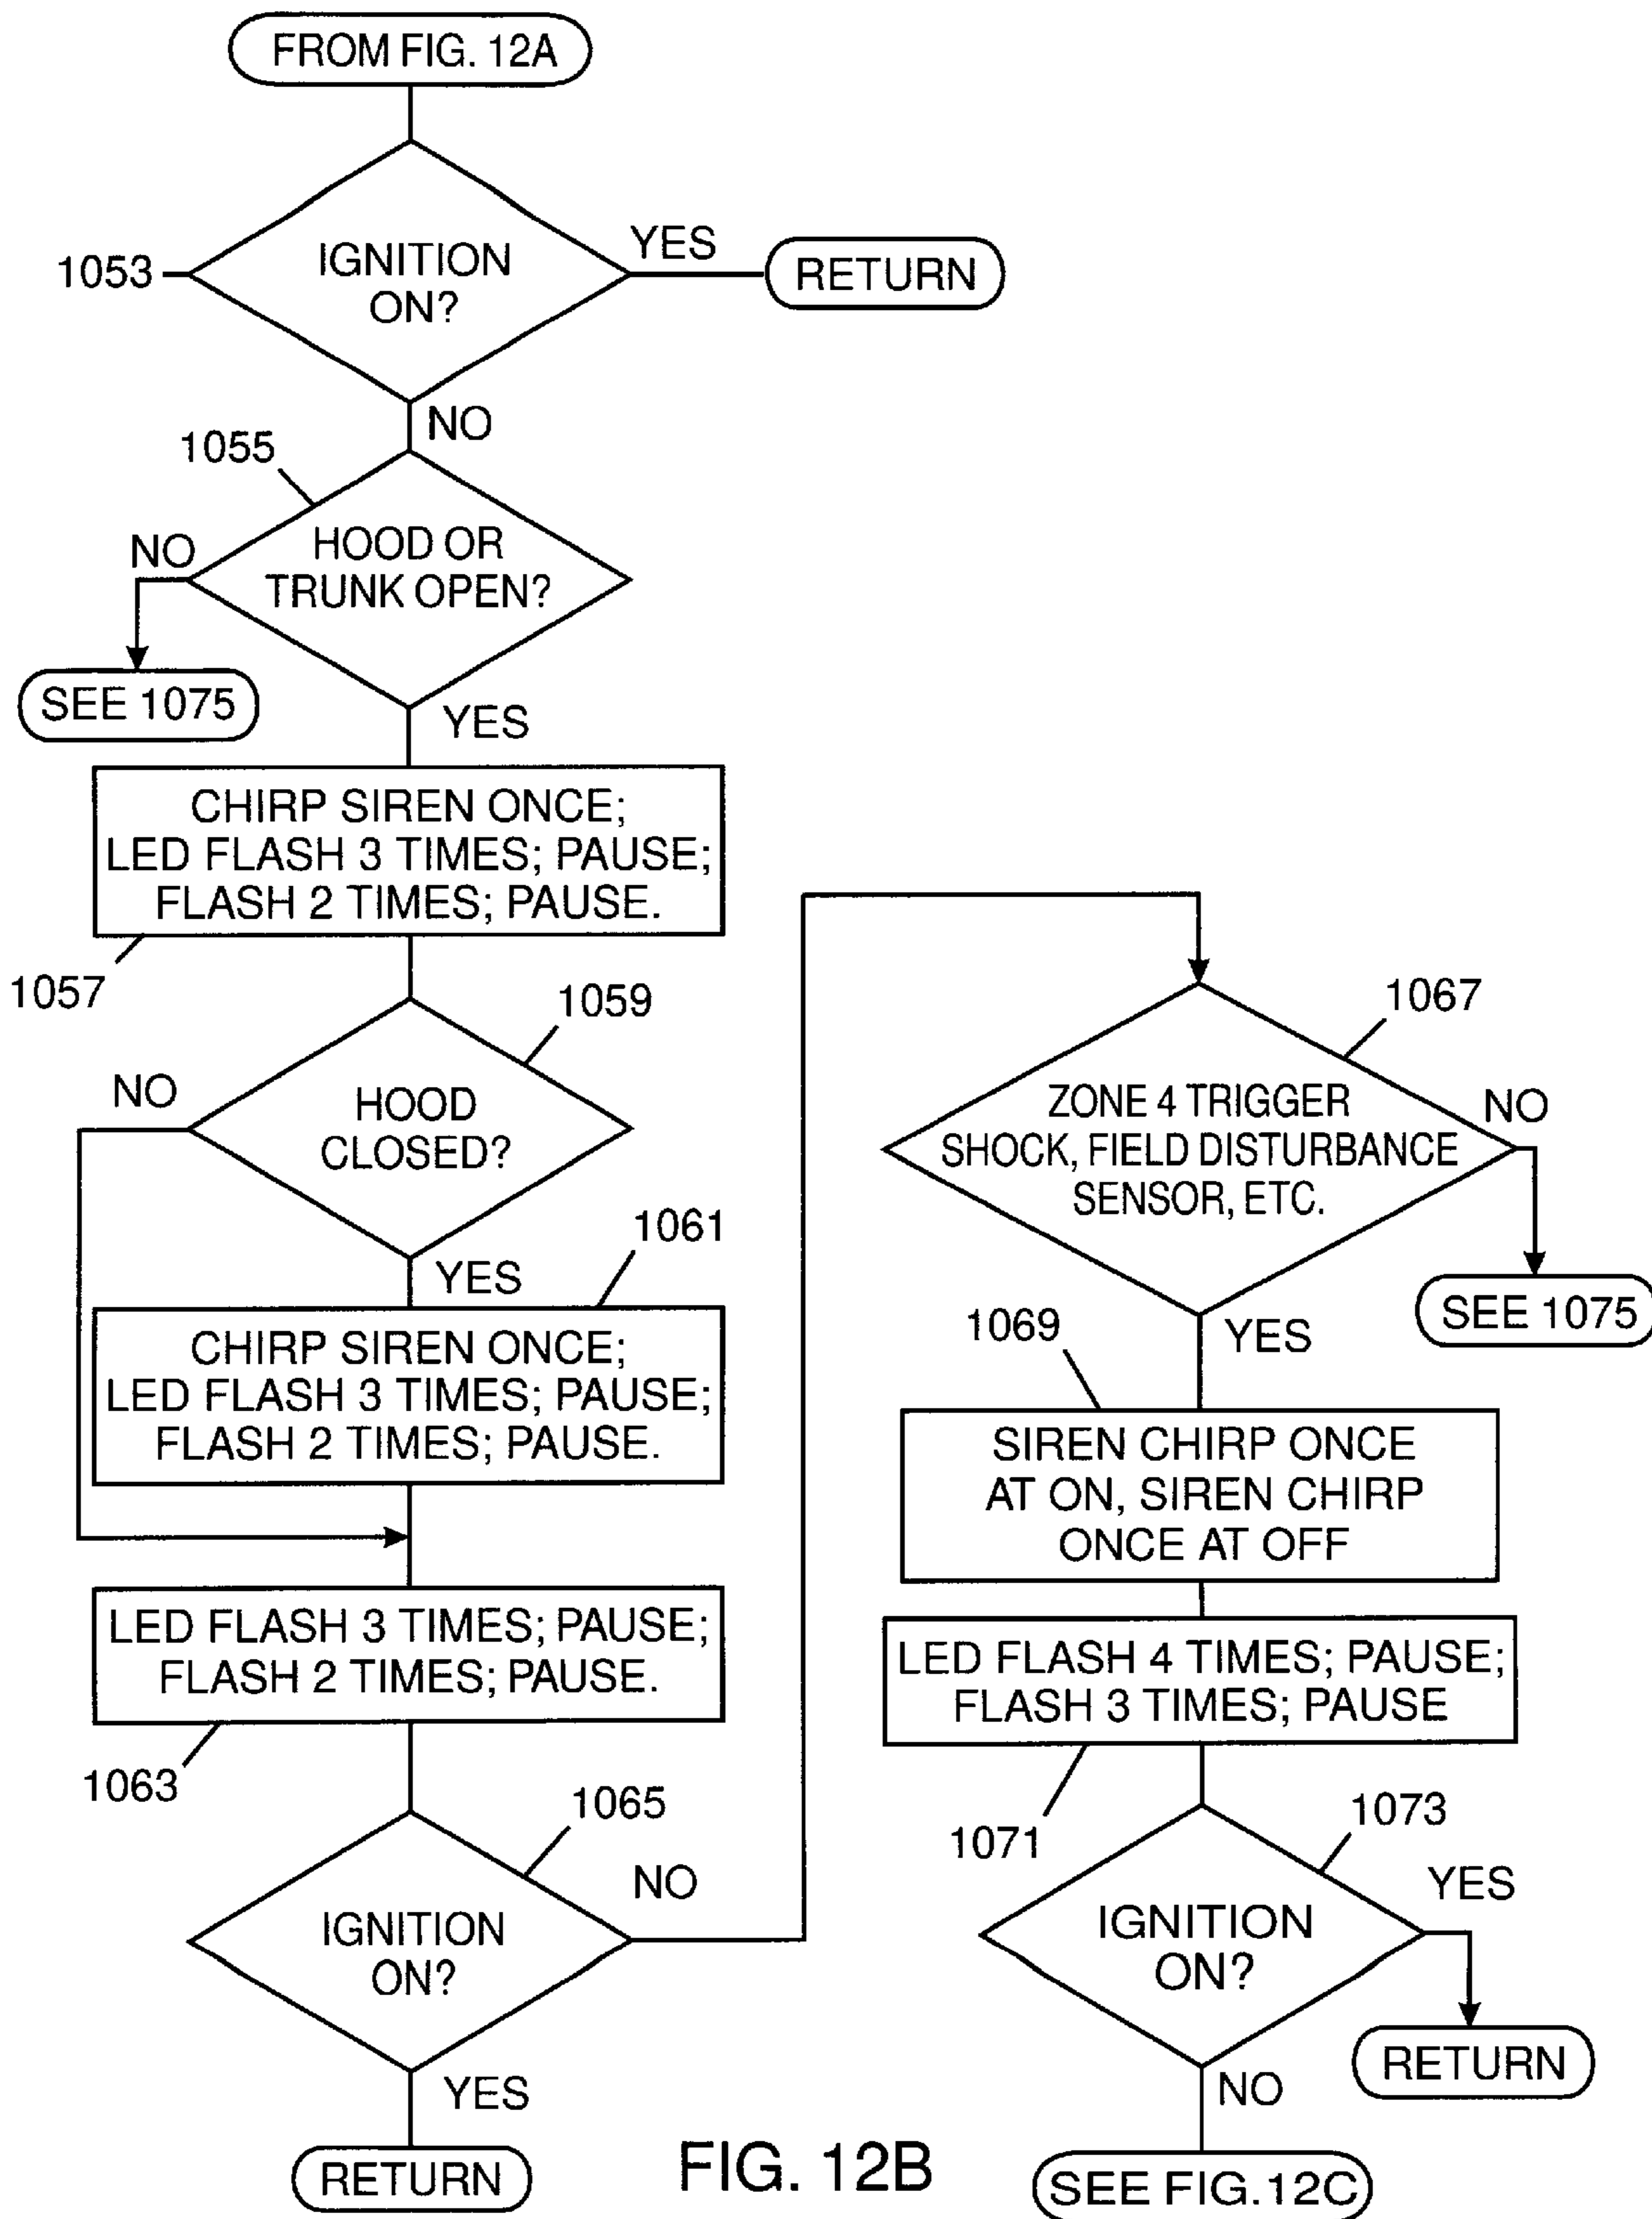 FROM FIG. 12A
1053
IGNITION
ON?
YES
RETURN
NO
1055
HOOD OR
TRUNK OPEN?
NO
SEE 1075
YES
CHIRP SIREN ONCE;
LED FLASH 3 TIMES; PAUSE;
FLASH 2 TIMES; PAUSE.
1057
1059
HOOD
CLOSED?
NO
YES
1061
CHIRP SIREN ONCE;
LED FLASH 3 TIMES; PAUSE;
FLASH 2 TIMES; PAUSE.
LED FLASH 3 TIMES; PAUSE;
FLASH 2 TIMES; PAUSE.
1063
1065
IGNITION
ON?
NO
YES
RETURN
1067
ZONE 4 TRIGGER
SHOCK, FIELD DISTURBANCE
SENSOR, ETC.
NO
SEE 1075
YES
1069
SIREN CHIRP ONCE
AT ON, SIREN CHIRP
ONCE AT OFF
LED FLASH 4 TIMES; PAUSE;
FLASH 3 TIMES; PAUSE
1071
1073
IGNITION
ON?
YES
RETURN
NO
SEE FIG.12C
FIG. 12B